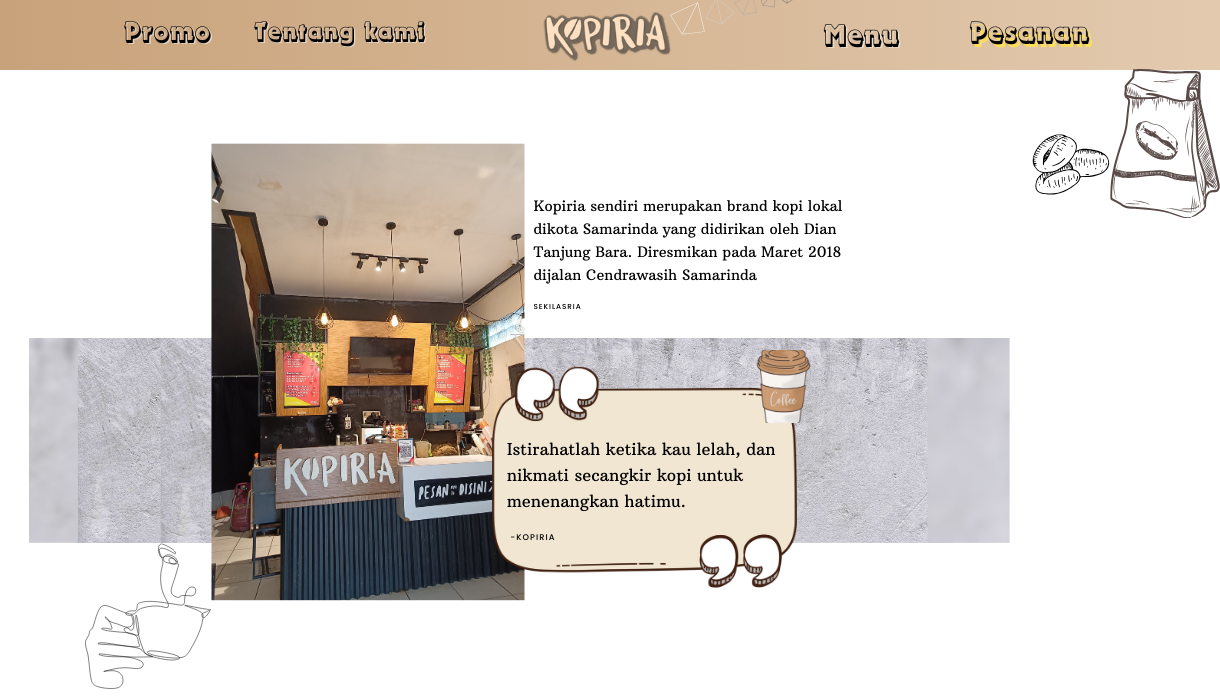 Promo
Tentang kami
KOPIRIA
Menu
Pesanan
Kopiria sendiri merupakan brand kopi lokal
dikota Samarinda yang didirikan oleh Dian
Tanjung Bara. Diresmikan pada Maret 2018
dijalan Cendrawasih Samarinda
SEKILASRIA
Coffee
Istirahatlah ketika kau lelah, dan
nikmati secangkir kopi untuk
menenangkan hatimu.
-KOPIRIA
KOPIRIA
PESAN DISINI